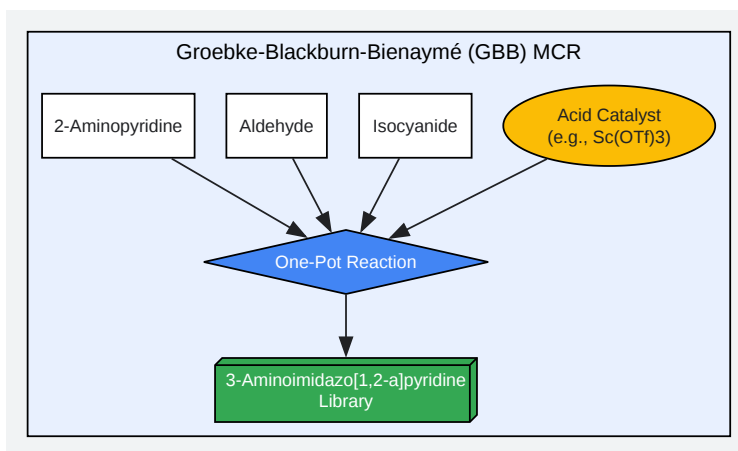 Groebke-Blackburn-Bienaymé (GBB) MCR
2-Aminopyridine
Aldehyde
Isocyanide
Acid Catalyst
(e.g., Sc(OTf)3)
One-Pot Reaction
3-Aminoimidazo[1,2-a]pyridine
Library